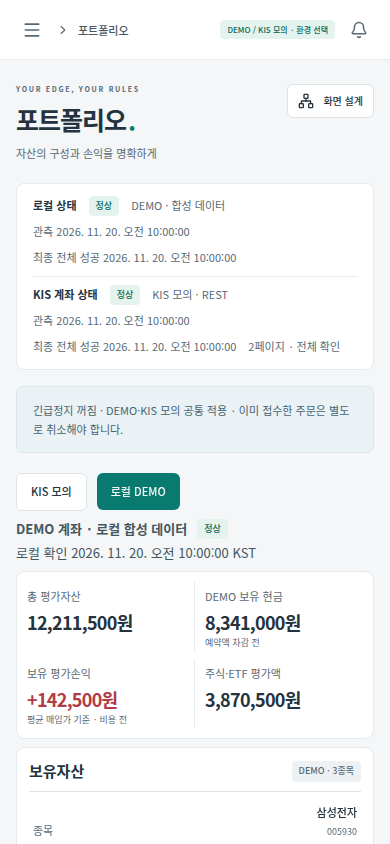 포트폴리오
DEMO / KIS 모의 · 환경 선택
YOUR EDGE, YOUR RULES
포트폴리오.
화면 설계
자산의 구성과 손익을 명확하게
로컬 상태 정상 DEMO · 합성 데이터
관측 2026. 11. 20. 오전 10:00:00
최종 전체 성공 2026. 11. 20. 오전 10:00:00
KIS 계좌 상태 정상 KIS 모의 · REST
관측 2026. 11. 20. 오전 10:00:00
최종 전체 성공 2026. 11. 20. 오전 10:00:00 2페이지 · 전체 확인
긴급정지 꺼짐 · DEMO·KIS 모의 공통 적용 · 이미 접수한 주문은 별도
로 취소해야 합니다.
KIS 모의
로컬 DEMO
DEMO 계좌 · 로컬 합성 데이터 정상
로컬 확인 2026. 11. 20. 오전 10:00:00 KST
총 평가자산
12,211,500원
DEMO 보유 현금
8,341,000원
예약액 차감 전
보유 평가손익
+142,500원
평균 매입가 기준 · 비용 전
주식·ETF 평가액
3,870,500원
보유자산
DEMO · 3종목
종목
삼성전자
005930